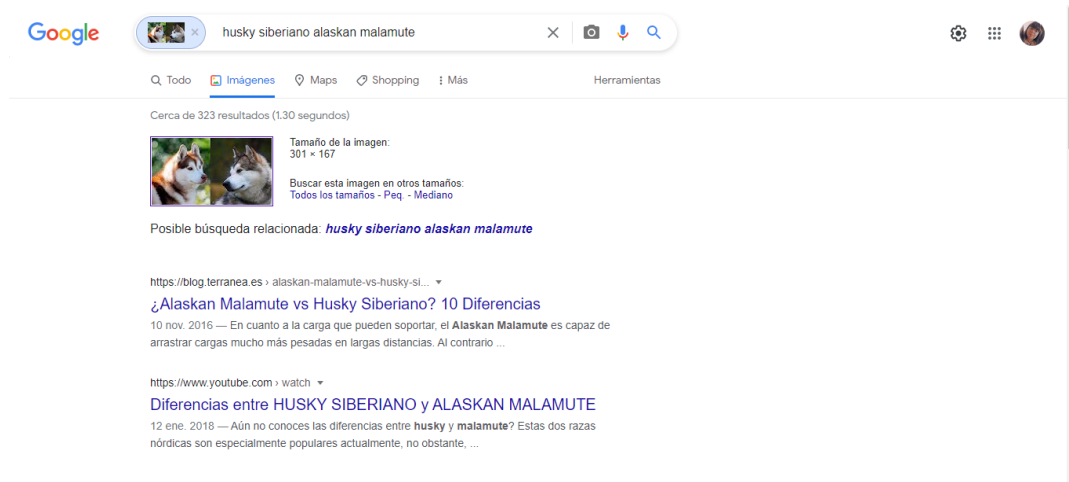 Google
husky siberiano alaskan malamute
Todo Imágenes Maps Shopping Más Herramientas
Cerca de 323 resultados (1.30 segundos)
Tamaño de la imagen:
301 × 167
Buscar esta imagen en otros tamaños:
Todos los tamaños - Peq. - Mediano
Posible búsqueda relacionada: husky siberiano alaskan malamute
https://blog.terranea.es › alaskan-malamute-vs-husky-si...
¿Alaskan Malamute vs Husky Siberiano? 10 Diferencias
10 nov. 2016 — En cuanto a la carga que pueden soportar, el Alaskan Malamute es capaz de
arrastrar cargas mucho más pesadas en largas distancias. Al contrario ...
https://www.youtube.com › watch
Diferencias entre HUSKY SIBERIANO y ALASKAN MALAMUTE
12 ene. 2018 — Aún no conoces las diferencias entre husky y malamute? Estas dos razas
nórdicas son especialmente populares actualmente, no obstante, ...